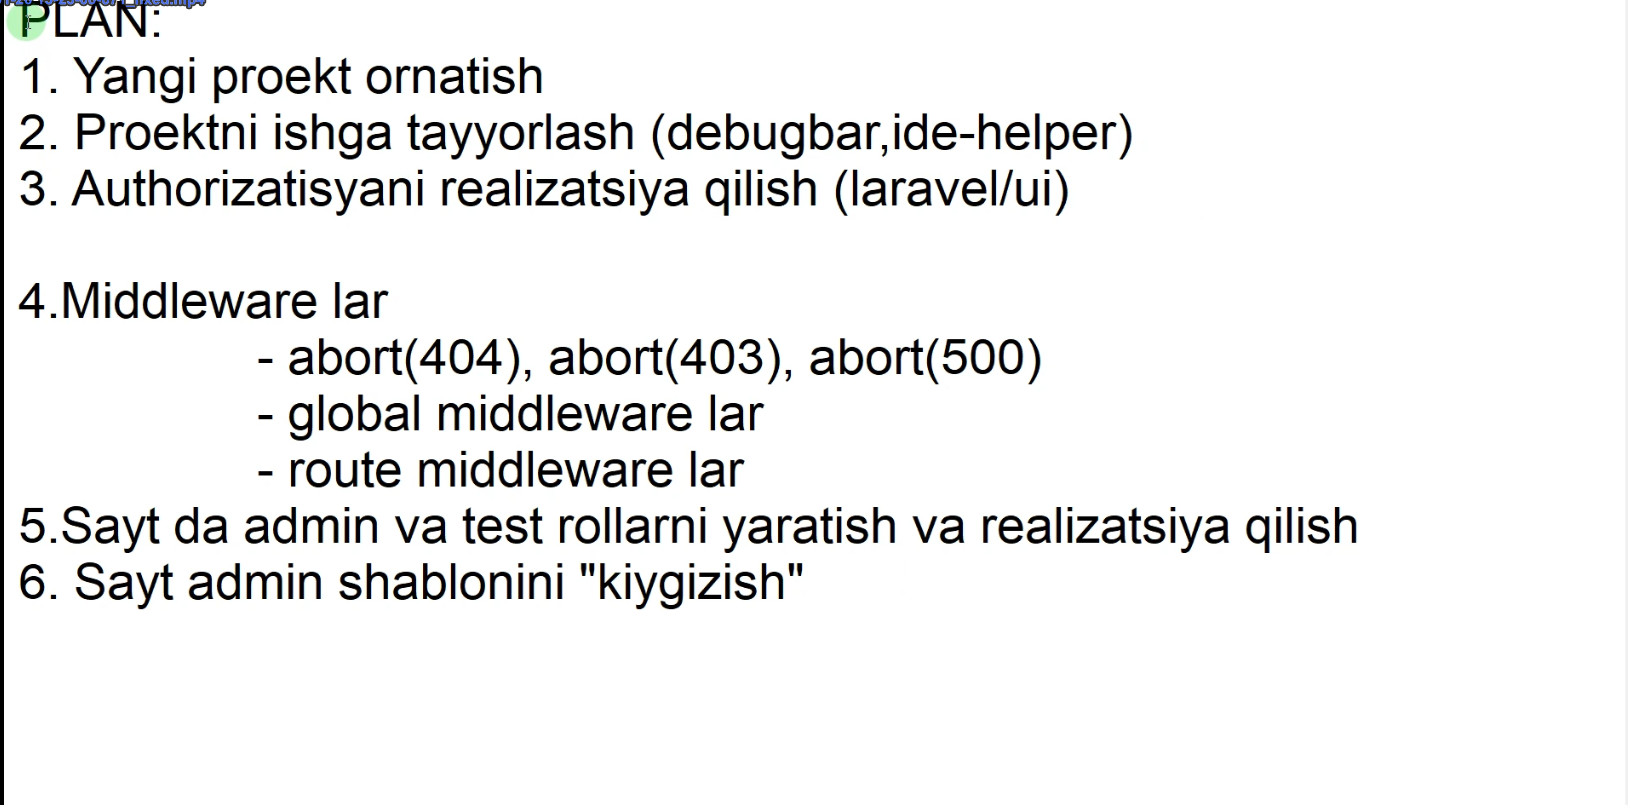 PLAN:
1. Yangi proekt ornatish
2. Proektni ishga tayyorlash (debugbar,ide-helper)
3. Authorizatisyani realizatsiya qilish (laravel/ui)
4.Middleware lar
- abort(404), abort(403), abort(500)
- global middleware lar
- route middleware lar
5.Sayt da admin va test rollarni yaratish va realizatsiya qilish
6. Sayt admin shablonini "kiygizish"